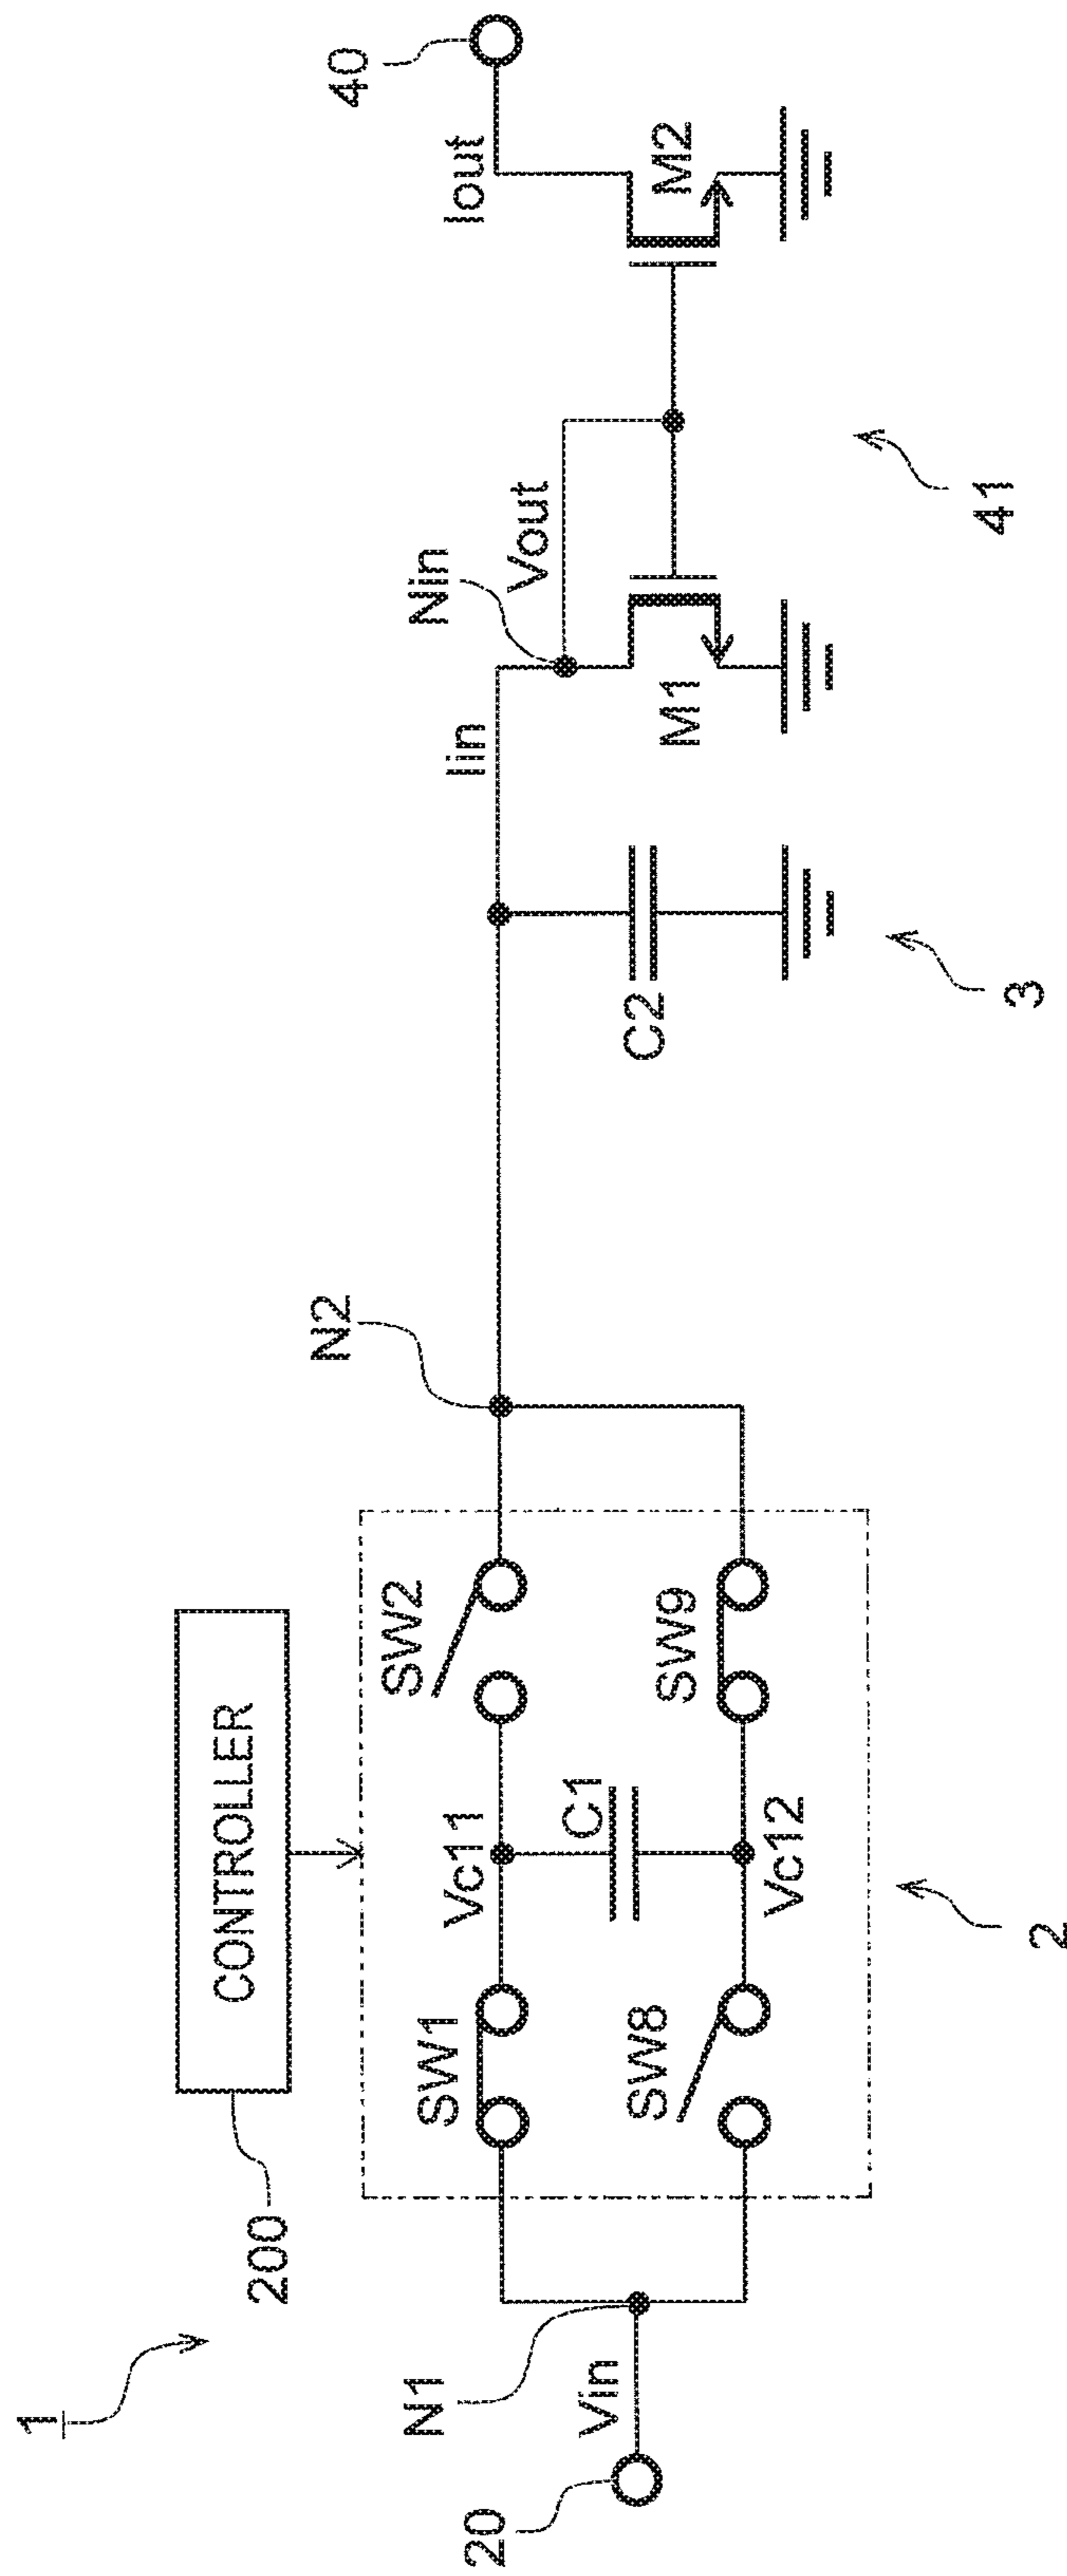 1
200
CONTROLLER
20
Vin
N1
SW1
Vc11
SW2
N2
C1
SW8
Vc12
SW9
2
C2
3
Iin
Nin
Vout
M1
41
Iout
40
M2